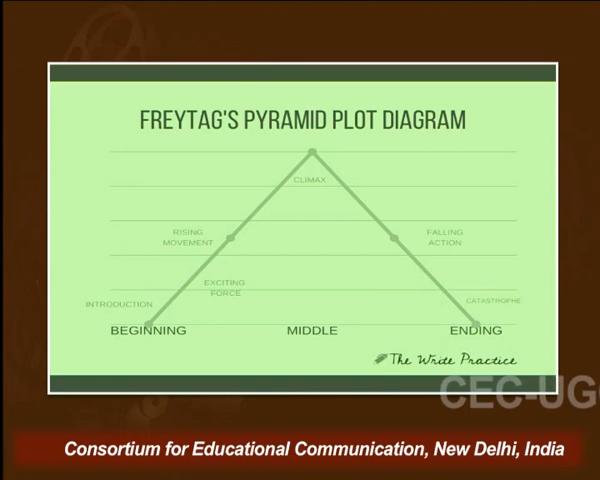 FREYTAG'S PYRAMID PLOT DIAGRAM
CLIMAX
RISING
MOVEMENT
FALLING
ACTION
EXCITING
FORCE
INTRODUCTION
CATASTROPHE
BEGINNING
MIDDLE
ENDING
The Write Practice
CEC-UG
Consortium for Educational Communication, New Delhi, India